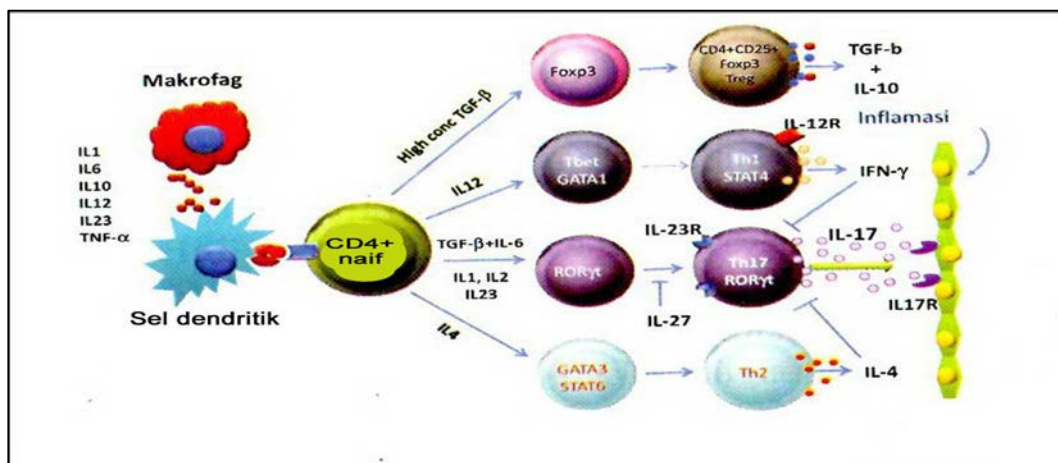 Makrofag
IL1
IL6
IL10
IL12
IL23
TNF-α
Sel dendritik
CD4+
naif
High conc TGF-β
IL12
TGF-β+IL-6
IL1, IL2
IL23
IL4
Foxp3
CD4+CD25+
Foxp3
Treg
TGF-b
+
IL-10
Inflamasi
Tbet
GATA1
IL-12R
Th1
STAT4
IFN-γ
IL-23R
RORγt
Th17
RORγt
IL-17
IL17R
IL-27
GATA3
STAT6
Th2
IL-4